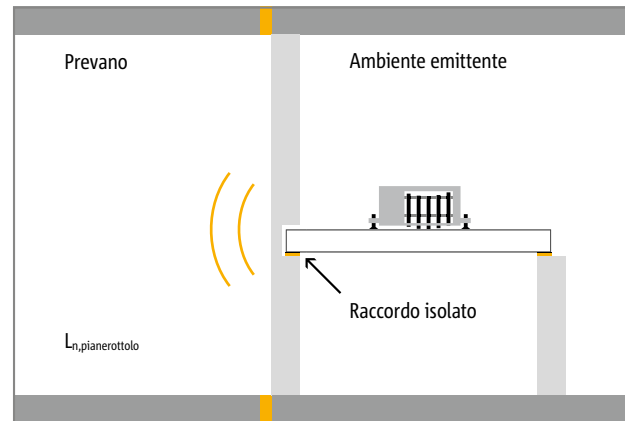 Prevano
Ambiente emittente
Raccordo isolato
Ln,pianerottolo